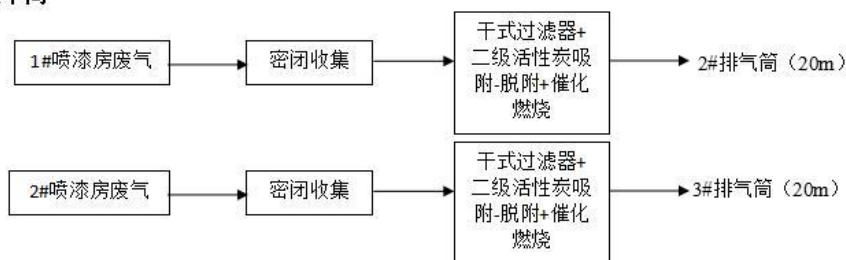 1#喷漆房废气
密闭收集
干式过滤器+
二级活性炭吸
附-脱附+催化
燃烧
2#排气筒（20m）
2#喷漆房废气
密闭收集
干式过滤器+
二级活性炭吸
附-脱附+催化
燃烧
3#排气筒（20m）